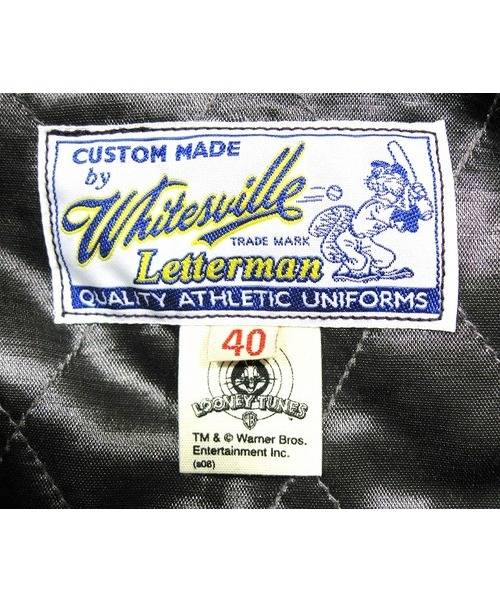 CUSTOM MADE
by
Whitesville
TRADE MARK
Letterman
QUALITY ATHLETIC UNIFORMS
40
LOONEY TUNES
WB
TM & © Warner Bros.
Entertainment Inc.
(s08)